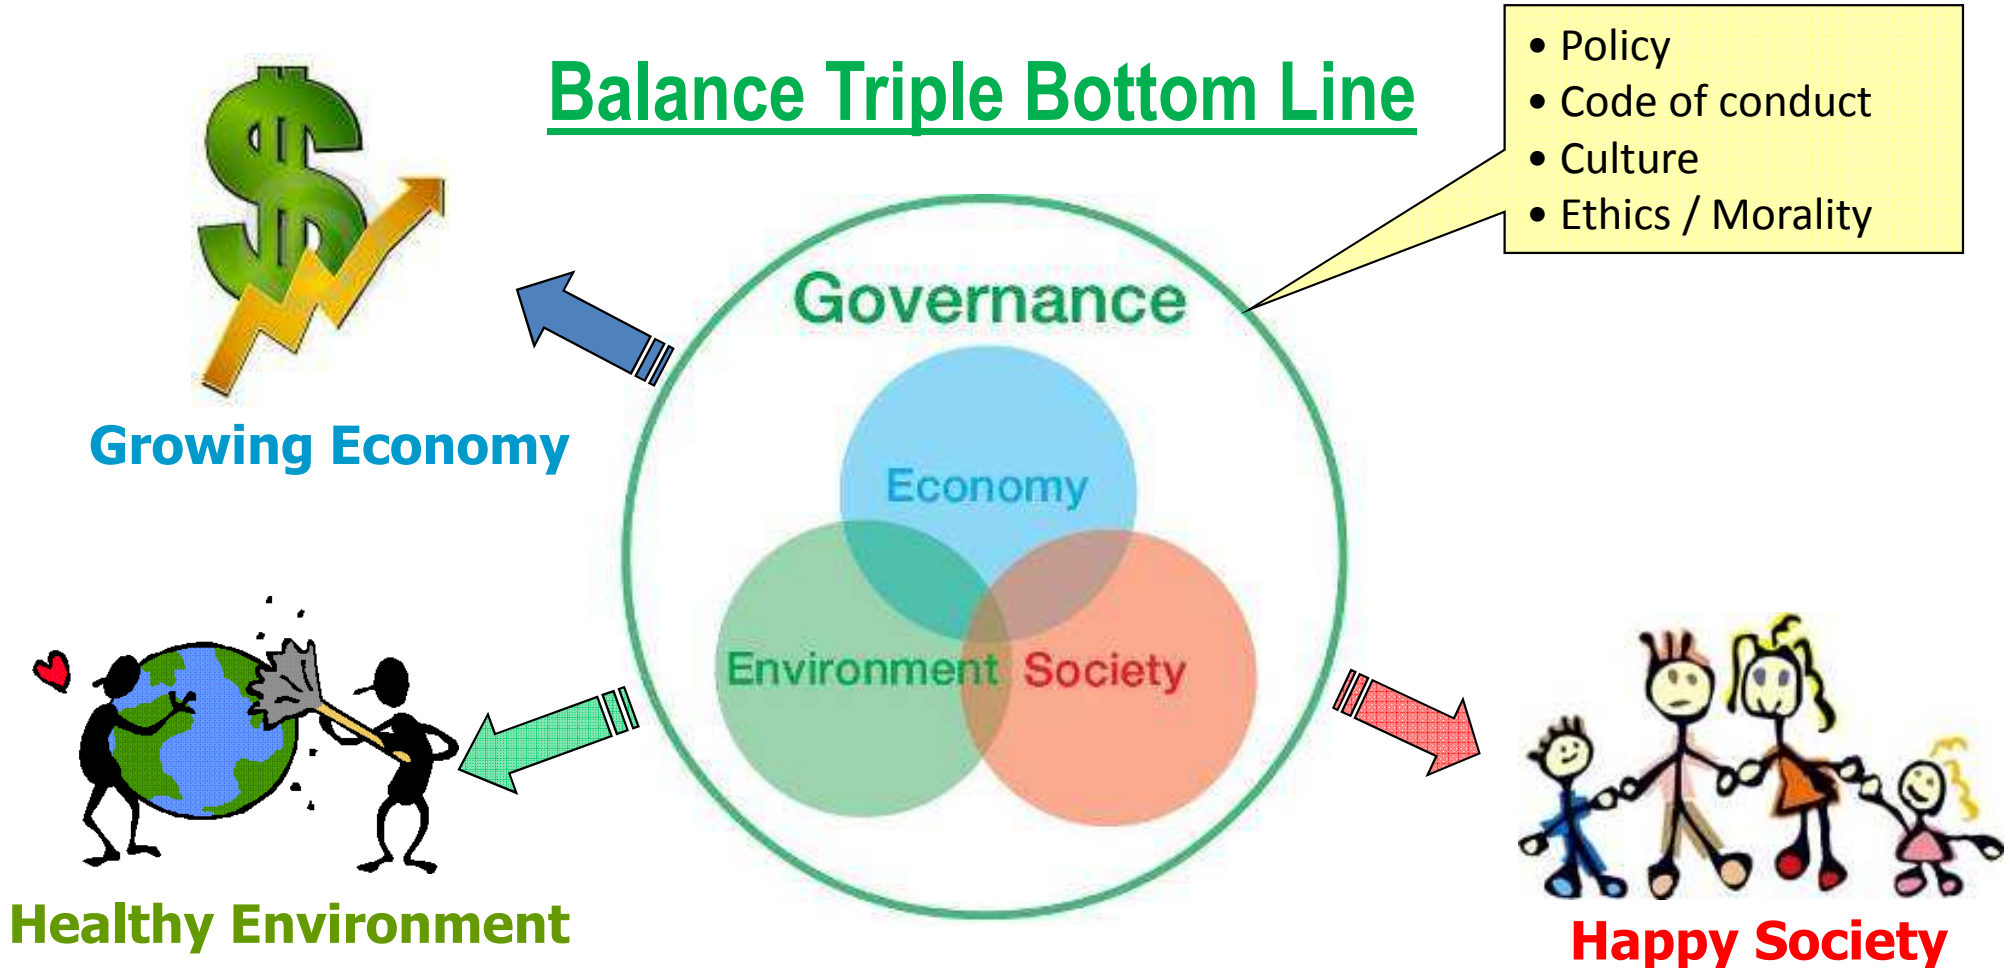 Balance Triple Bottom Line
• Policy
• Code of conduct
• Culture
• Ethics / Morality
Governance
Economy
Environment
Society
Growing Economy
Healthy Environment
Happy Society